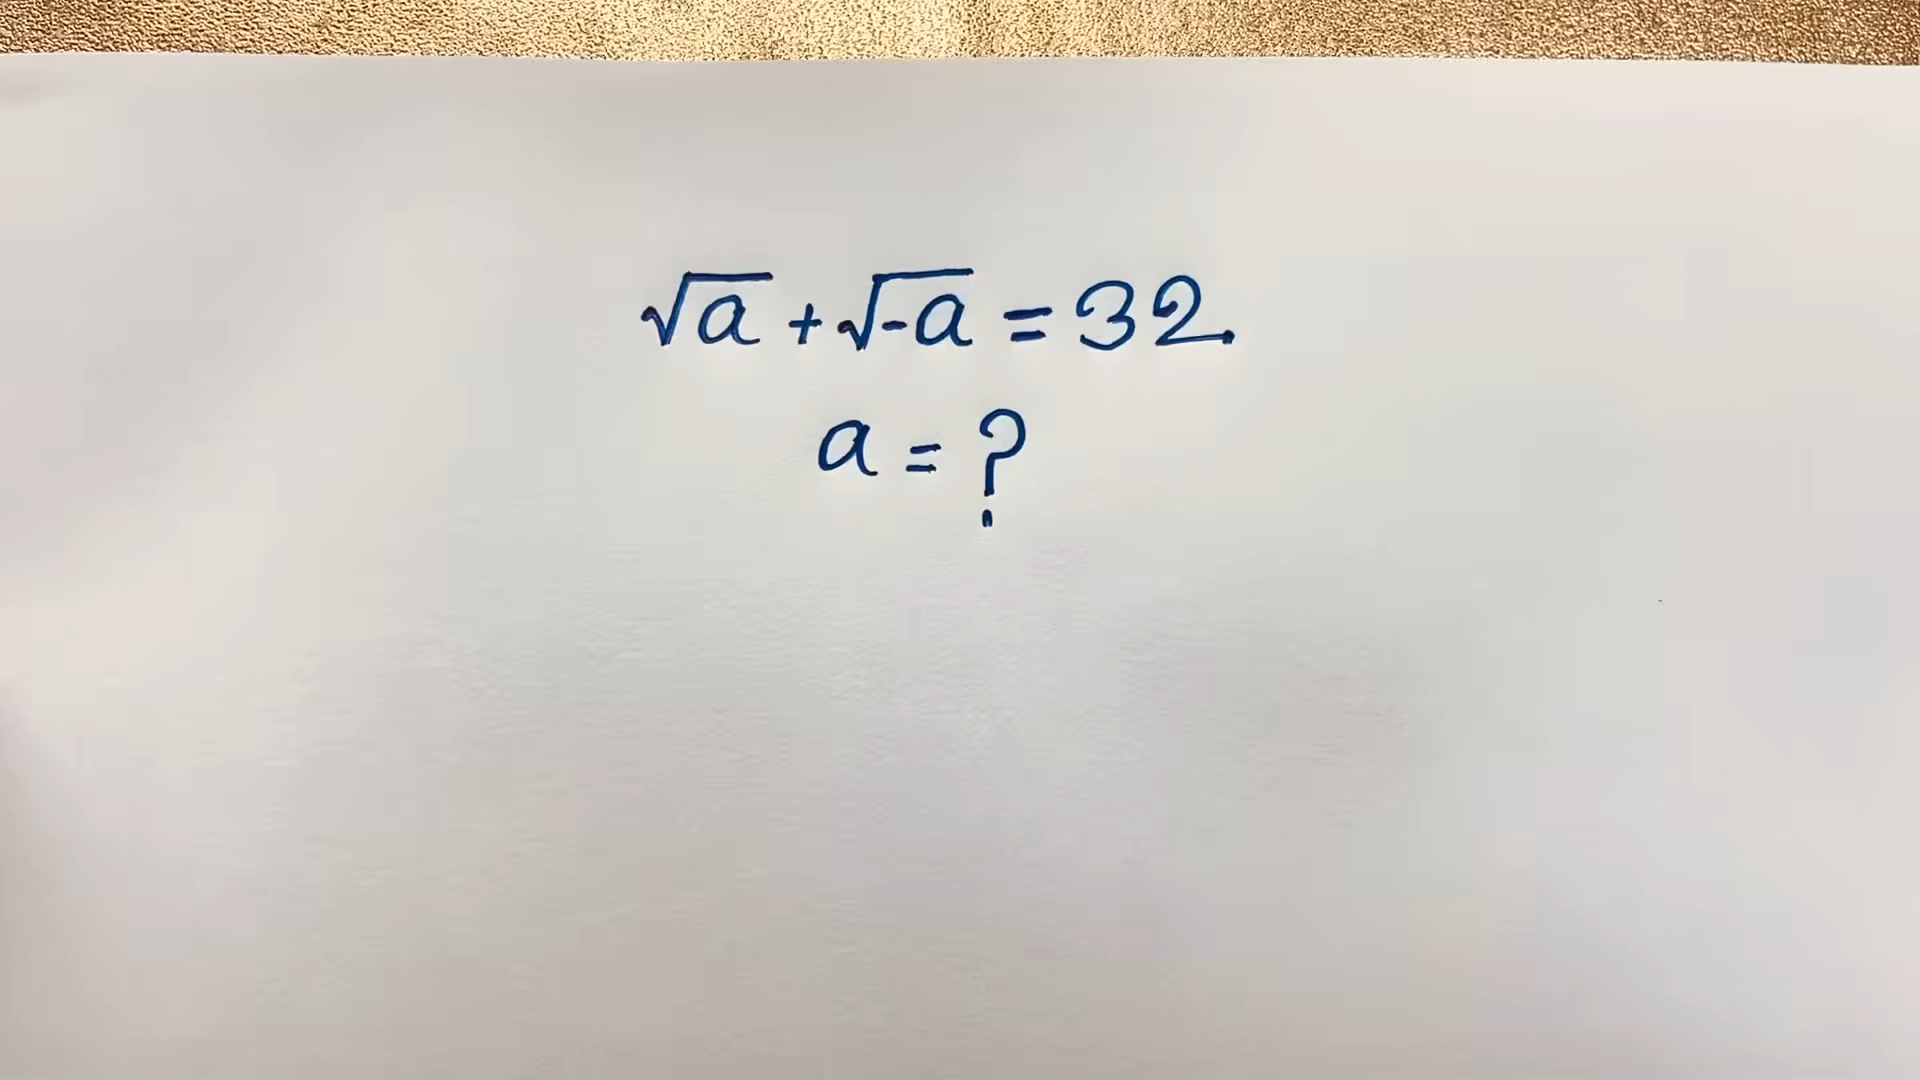 √a + √-a = 32.
a = ?